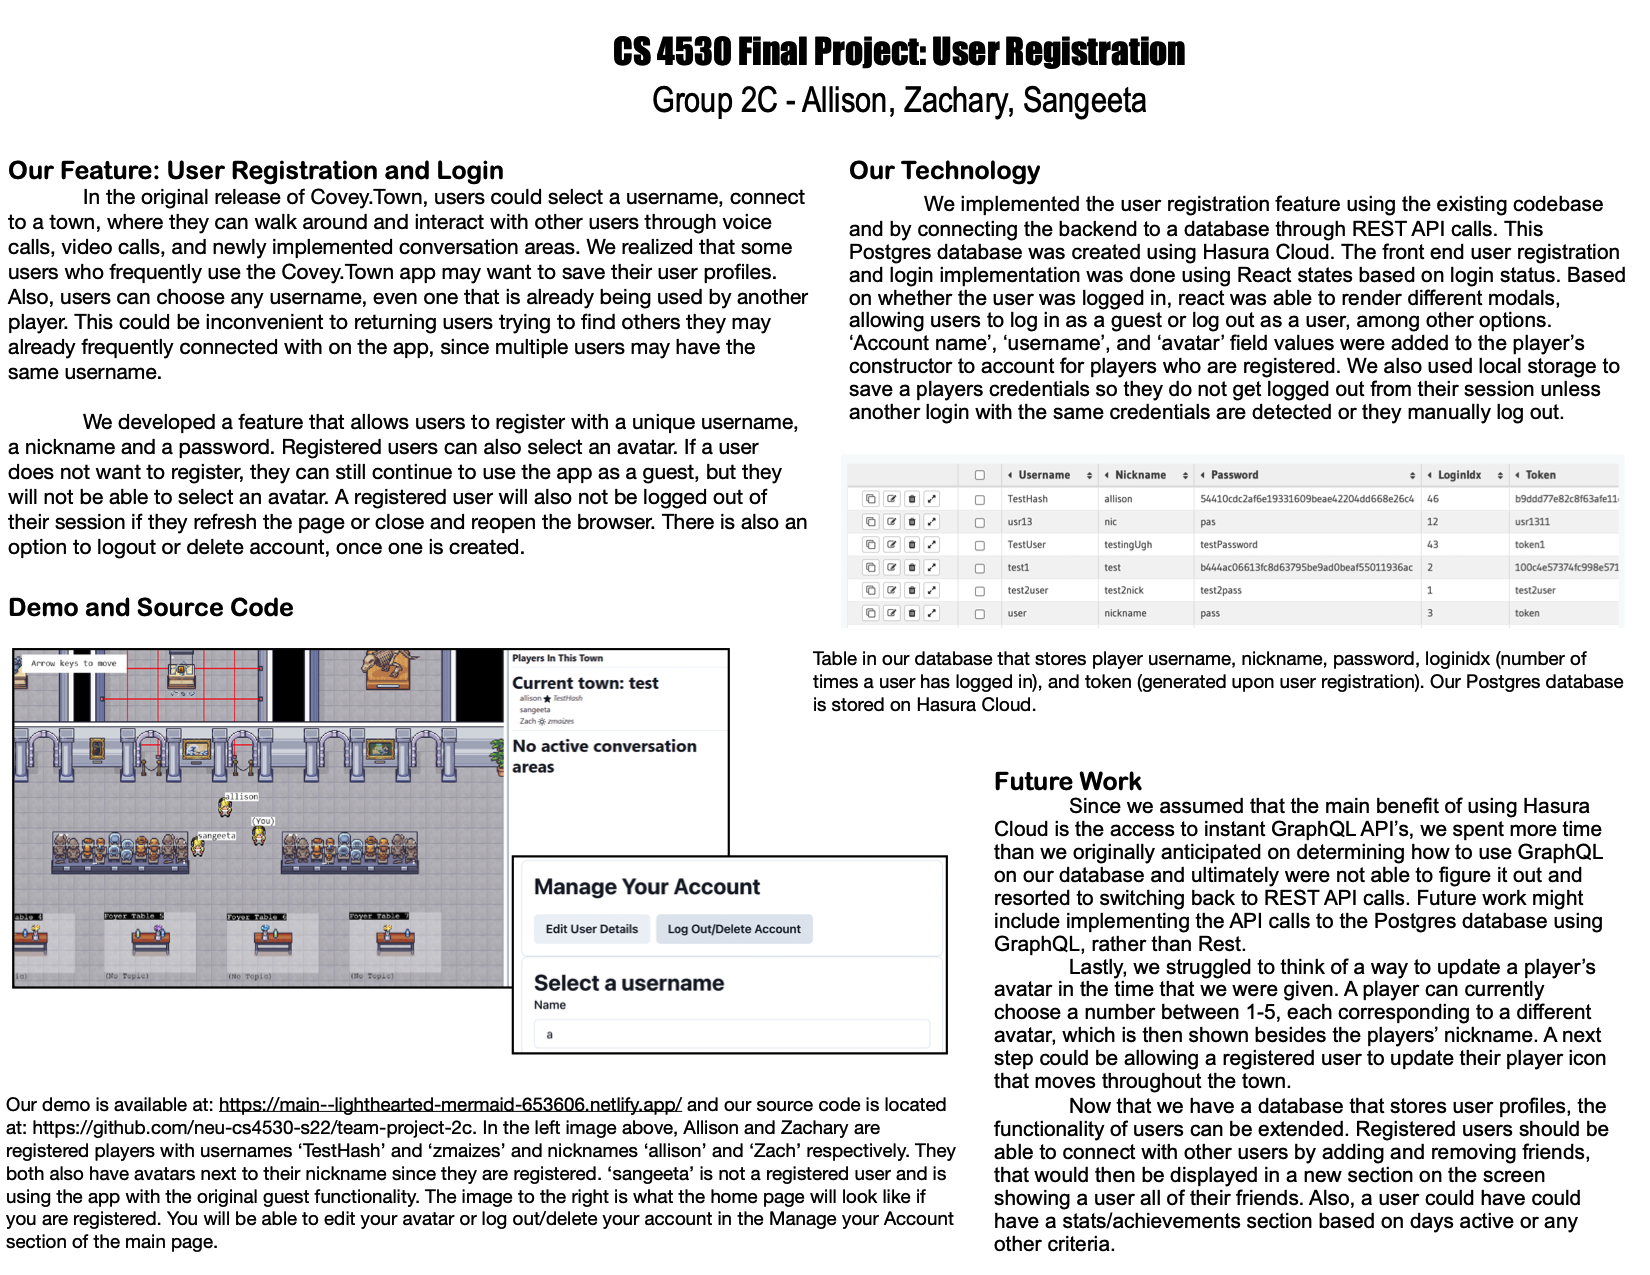 CS 4530 Final Project: User Registration
Group 2C - Allison, Zachary, Sangeeta
Our Feature: User Registration and Login
In the original release of Covey.Town, users could select a username, connect
to a town, where they can walk around and interact with other users through voice
calls, video calls, and newly implemented conversation areas. We realized that some
users who frequently use the Covey.Town app may want to save their user profiles.
Also, users can choose any username, even one that is already being used by another
player. This could be inconvenient to returning users trying to find others they may
already frequently connected with on the app, since multiple users may have the
same username.
We developed a feature that allows users to register with a unique username,
a nickname and a password. Registered users can also select an avatar. If a user
does not want to register, they can still continue to use the app as a guest, but they
will not be able to select an avatar. A registered user will also not be logged out of
their session if they refresh the page or close and reopen the browser. There is also an
option to logout or delete account, once one is created.
Demo and Source Code
Arrow keys to move
allison
(You)
sangeeta
able 4
Foyer Table 5
Foyer Table 6
Foyer Table 7
ic)
(No Topic)
(No Topic)
(No Topic)
Players In This Town
Current town: test
allison TestHash
sangeeta
Zach zmaizes
No active conversation
areas
Manage Your Account
Edit User Details
Log Out/Delete Account
Select a username
Name
a
Our demo is available at: https://main--lighthearted-mermaid-653606.netlify.app/ and our source code is located
at: https://github.com/neu-cs4530-s22/team-project-2c. In the left image above, Allison and Zachary are
registered players with usernames ‘TestHash’ and ‘zmaizes’ and nicknames ‘allison’ and ‘Zach’ respectively. They
both also have avatars next to their nickname since they are registered. ‘sangeeta’ is not a registered user and is
using the app with the original guest functionality. The image to the right is what the home page will look like if
you are registered. You will be able to edit your avatar or log out/delete your account in the Manage your Account
section of the main page.
Our Technology
We implemented the user registration feature using the existing codebase
and by connecting the backend to a database through REST API calls. This
Postgres database was created using Hasura Cloud. The front end user registration
and login implementation was done using React states based on login status. Based
on whether the user was logged in, react was able to render different modals,
allowing users to log in as a guest or log out as a user, among other options.
‘Account name’, ‘username’, and ‘avatar’ field values were added to the player’s
constructor to account for players who are registered. We also used local storage to
save a players credentials so they do not get logged out from their session unless
another login with the same credentials are detected or they manually log out.
Username Nickname Password LoginIdx Token
TestHash allison 54410cdc2af6e19331609beae42204dd668e26c4 46 b9ddd77e82c8f63afe11
usr13 nic pas 12 usr1311
TestUser testingUgh testPassword 43 token1
test1 test b444ac06613fc8d63795be9ad0beaf55011936ac 2 100c4e57374fc998e571
test2user test2nick test2pass 1 test2user
user nickname pass 3 token
Table in our database that stores player username, nickname, password, loginidx (number of
times a user has logged in), and token (generated upon user registration). Our Postgres database
is stored on Hasura Cloud.
Future Work
Since we assumed that the main benefit of using Hasura
Cloud is the access to instant GraphQL API’s, we spent more time
than we originally anticipated on determining how to use GraphQL
on our database and ultimately were not able to figure it out and
resorted to switching back to REST API calls. Future work might
include implementing the API calls to the Postgres database using
GraphQL, rather than Rest.
Lastly, we struggled to think of a way to update a player’s
avatar in the time that we were given. A player can currently
choose a number between 1-5, each corresponding to a different
avatar, which is then shown besides the players’ nickname. A next
step could be allowing a registered user to update their player icon
that moves throughout the town.
Now that we have a database that stores user profiles, the
functionality of users can be extended. Registered users should be
able to connect with other users by adding and removing friends,
that would then be displayed in a new section on the screen
showing a user all of their friends. Also, a user could have could
have a stats/achievements section based on days active or any
other criteria.